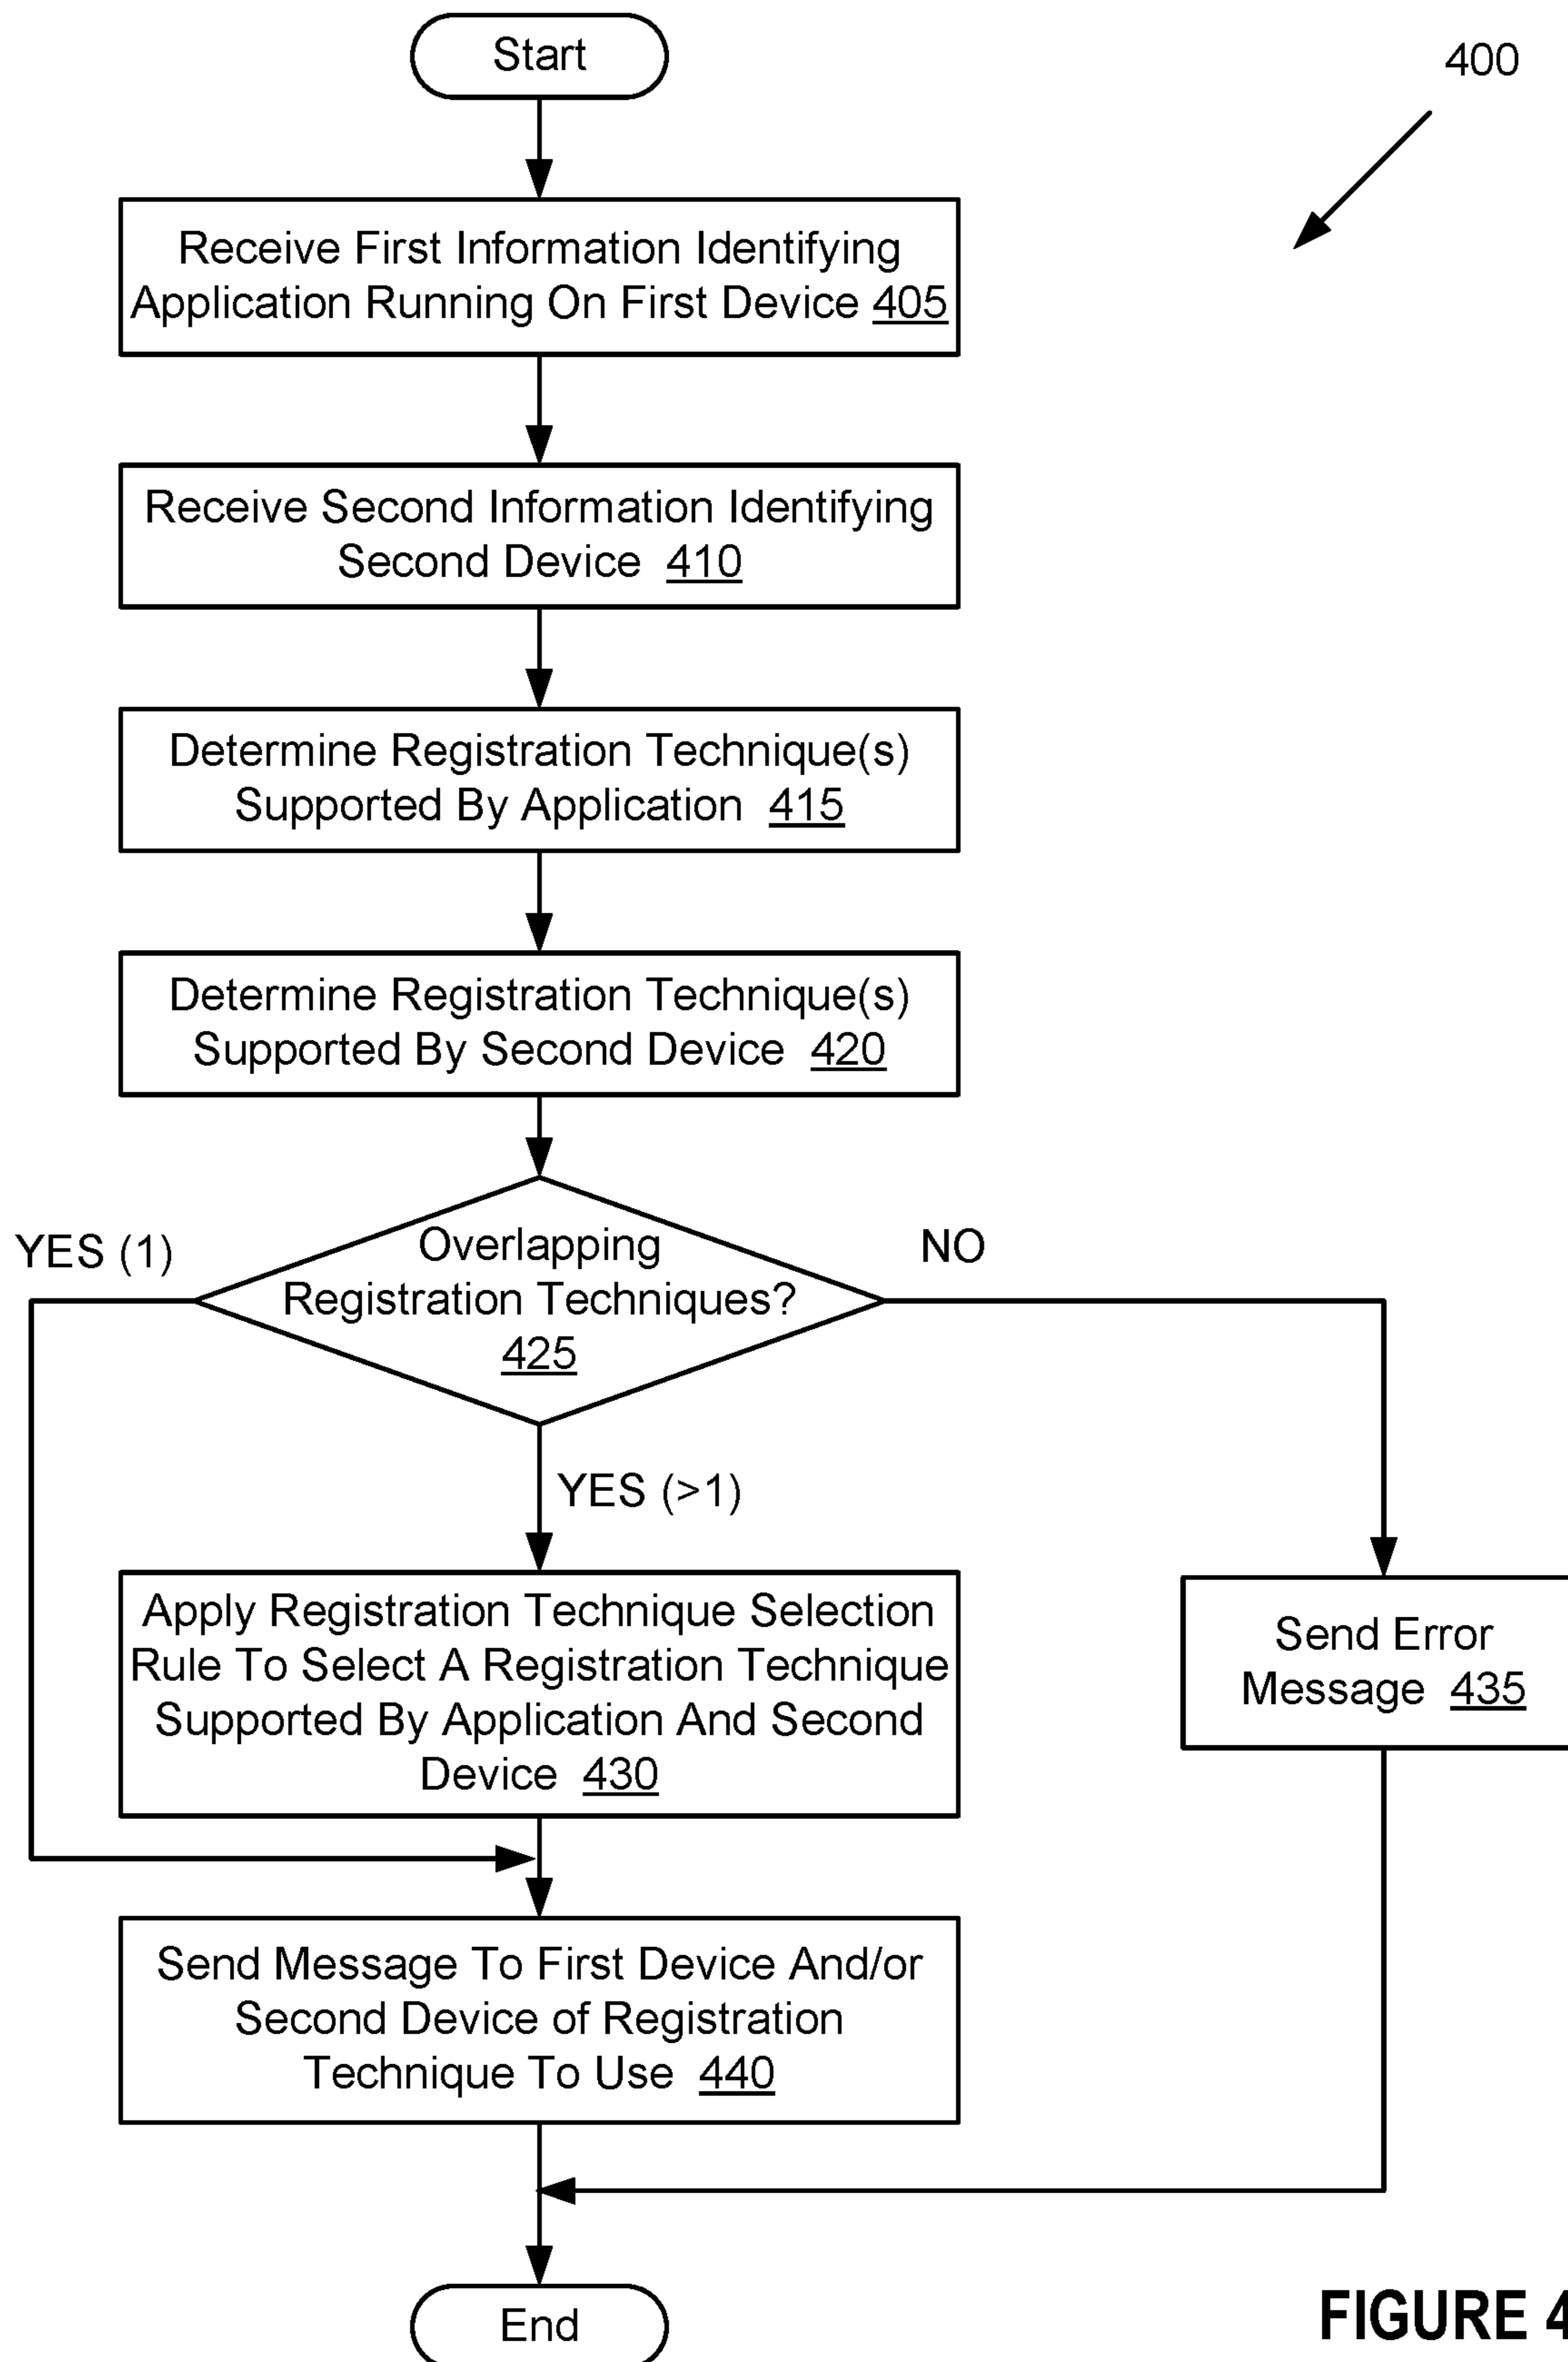 Start
400
Receive First Information Identifying
Application Running On First Device 405
Receive Second Information Identifying
Second Device 410
Determine Registration Technique(s)
Supported By Application 415
Determine Registration Technique(s)
Supported By Second Device 420
YES (1)
Overlapping
Registration Techniques?
425
NO
YES (>1)
Apply Registration Technique Selection
Rule To Select A Registration Technique
Supported By Application And Second
Device 430
Send Error
Message 435
Send Message To First Device And/or
Second Device of Registration
Technique To Use 440
End
FIGURE 4